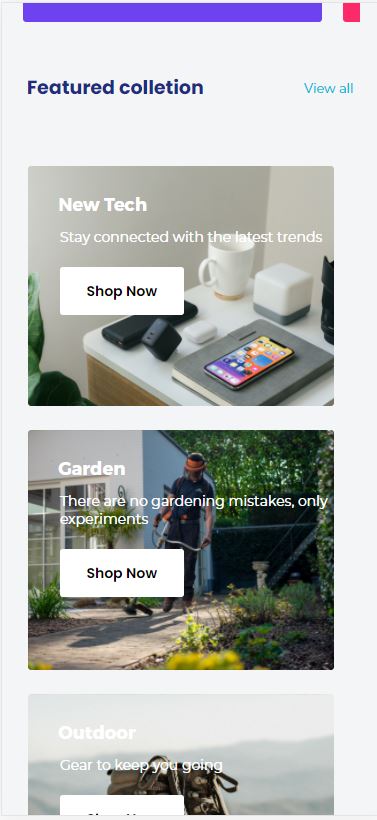 Featured colletion
View all
New Tech
Stay connected with the latest trends
Shop Now
Garden
There are no gardening mistakes, only
experiments
Shop Now
Outdoor
Gear to keep you going